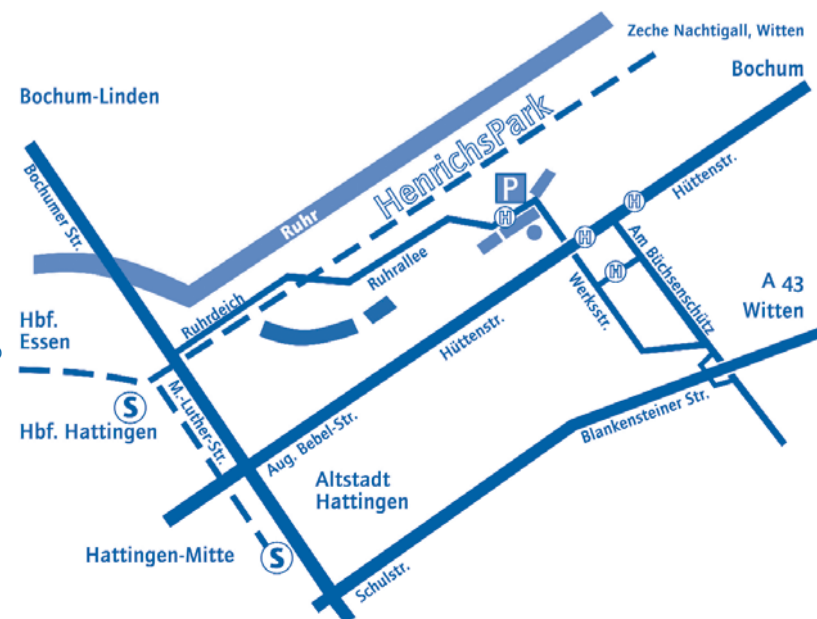 Zeche Nachtigall, Witten
Bochum
Bochum-Linden
HenrichsPark
P
H
H
H
H
Bochumer Str.
Ruhr
Hüttenstr.
Am Büchsenschütz
Ruhrallee
Ruhrdeich
Werksstr.
A 43
Witten
Hbf.
Essen
Hüttenstr.
S
M.-Luther-Str.
Hbf. Hattingen
Aug. Bebel-Str.
Blankensteiner Str.
Altstadt
Hattingen
Hattingen-Mitte
S
Schulstr.